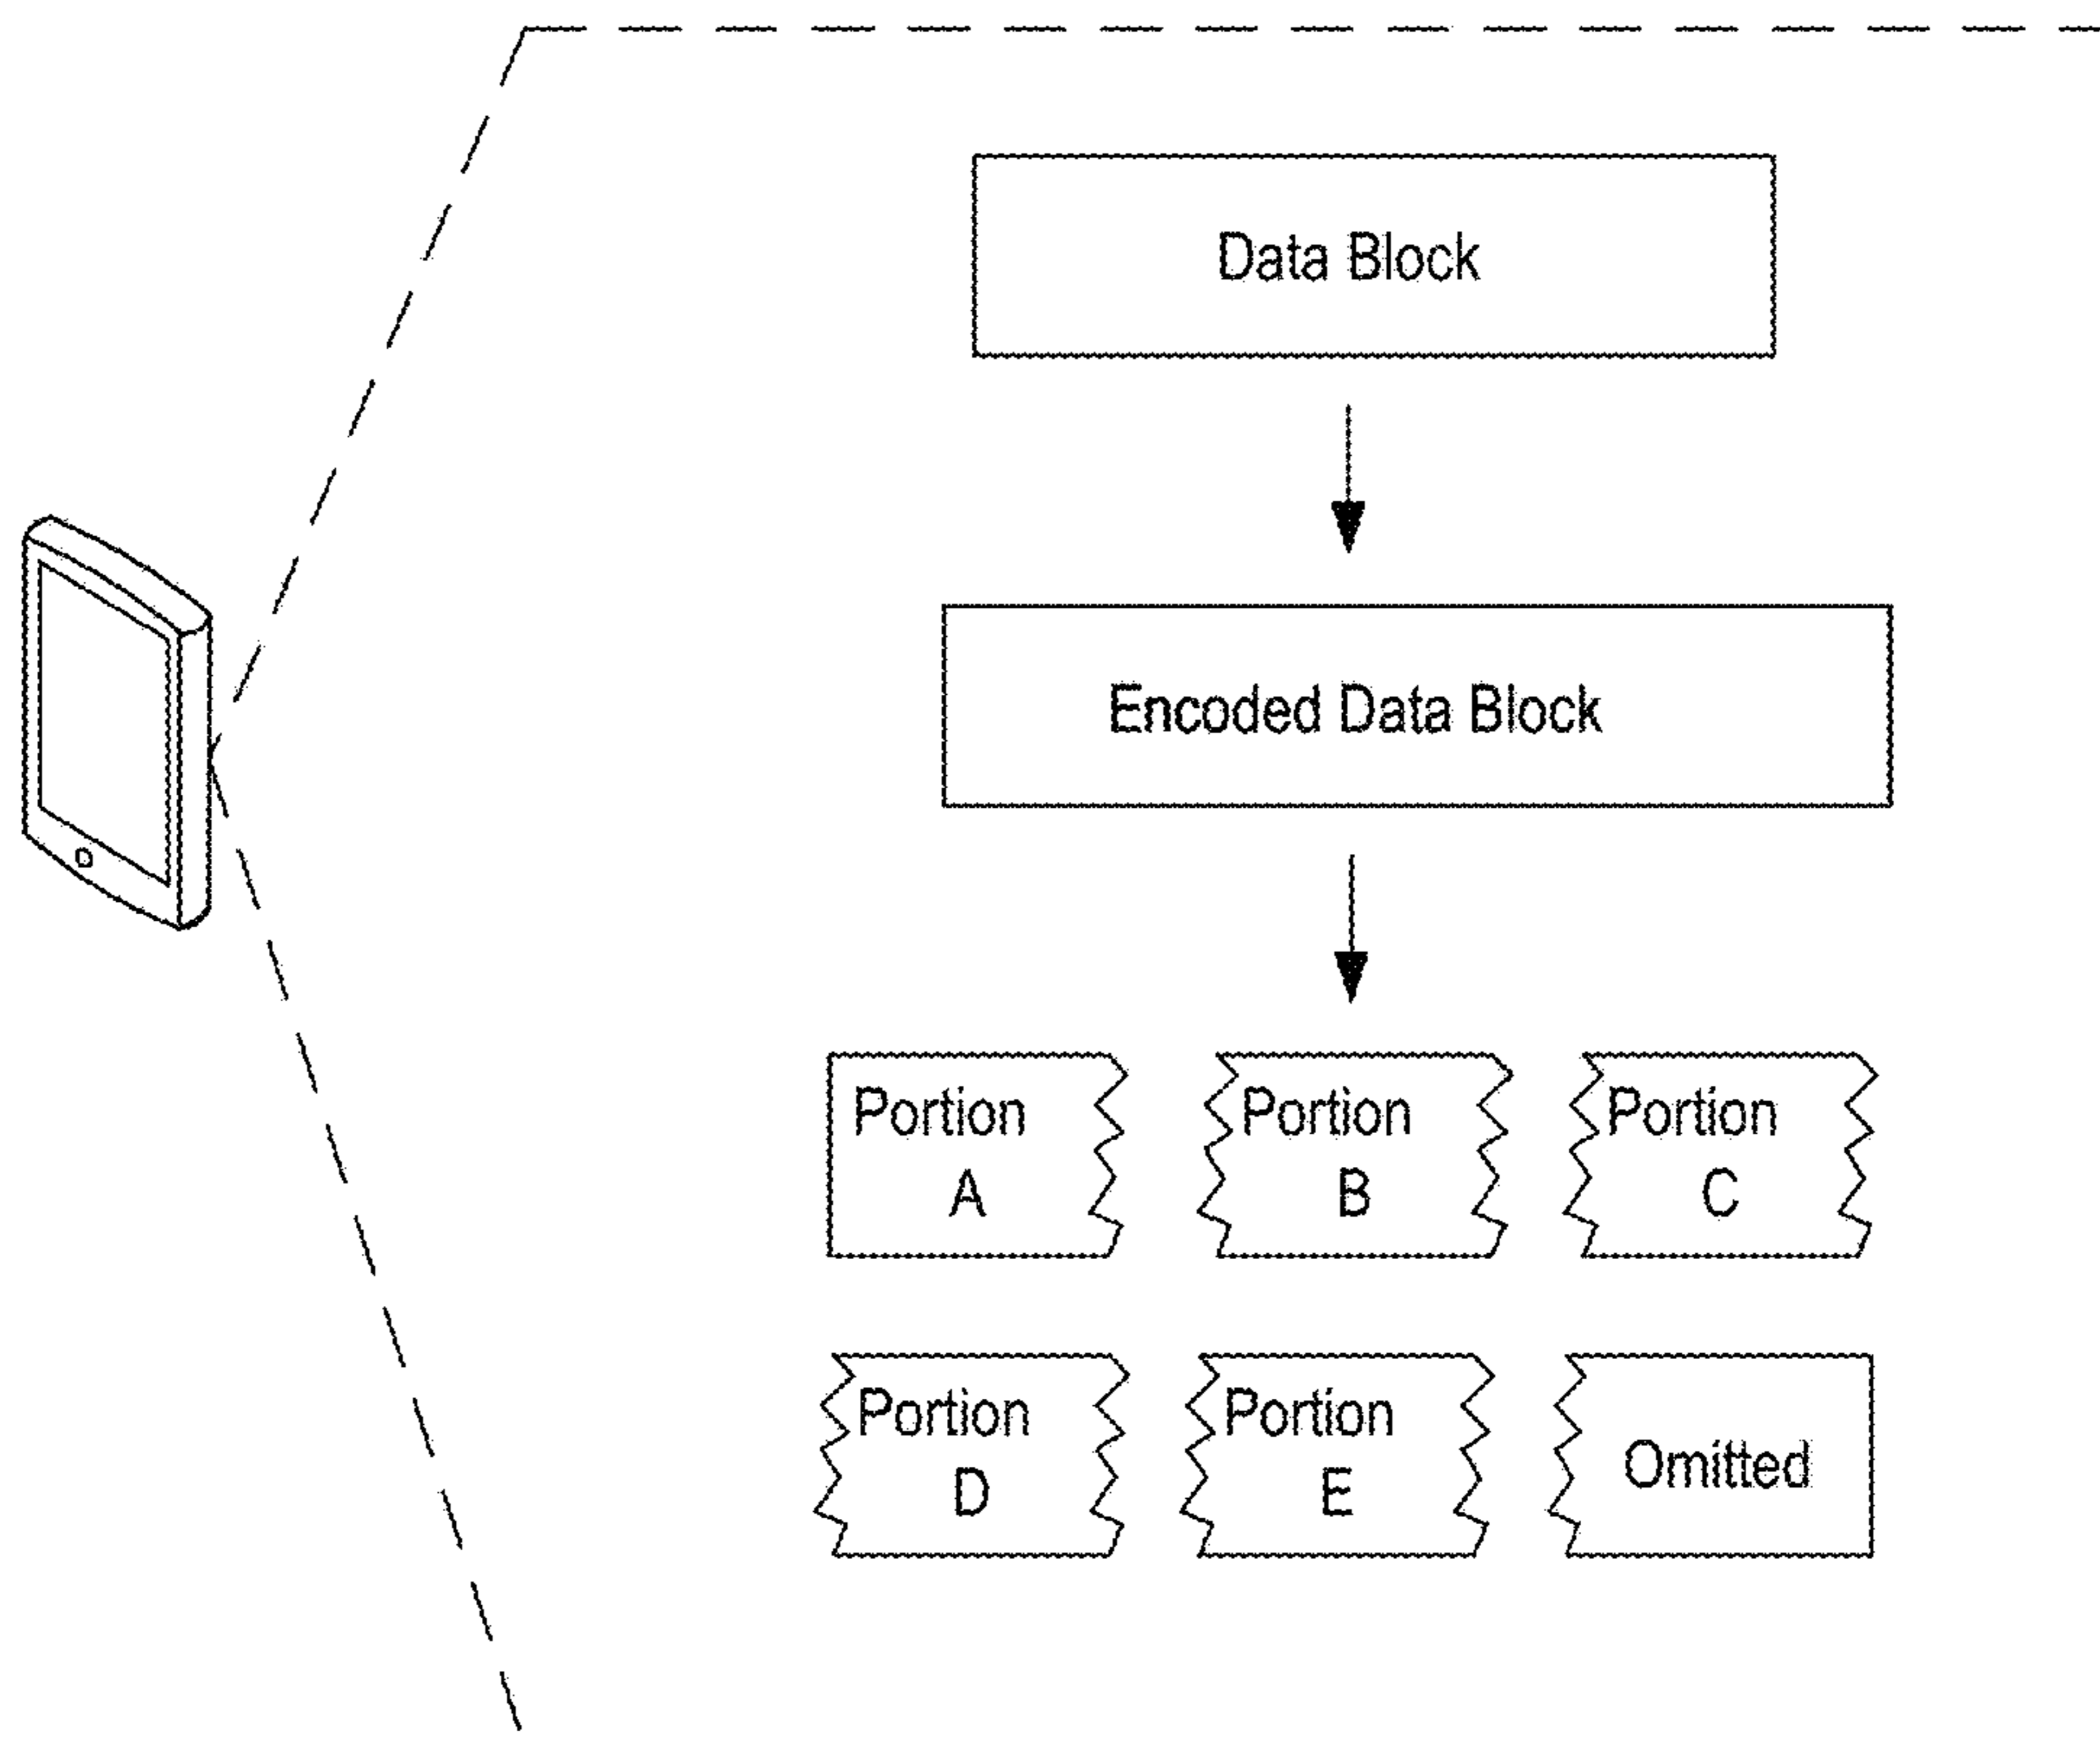 Data Block
Encoded Data Block
Portion
A
Portion
B
Portion
C
Portion
D
Portion
E
Omitted